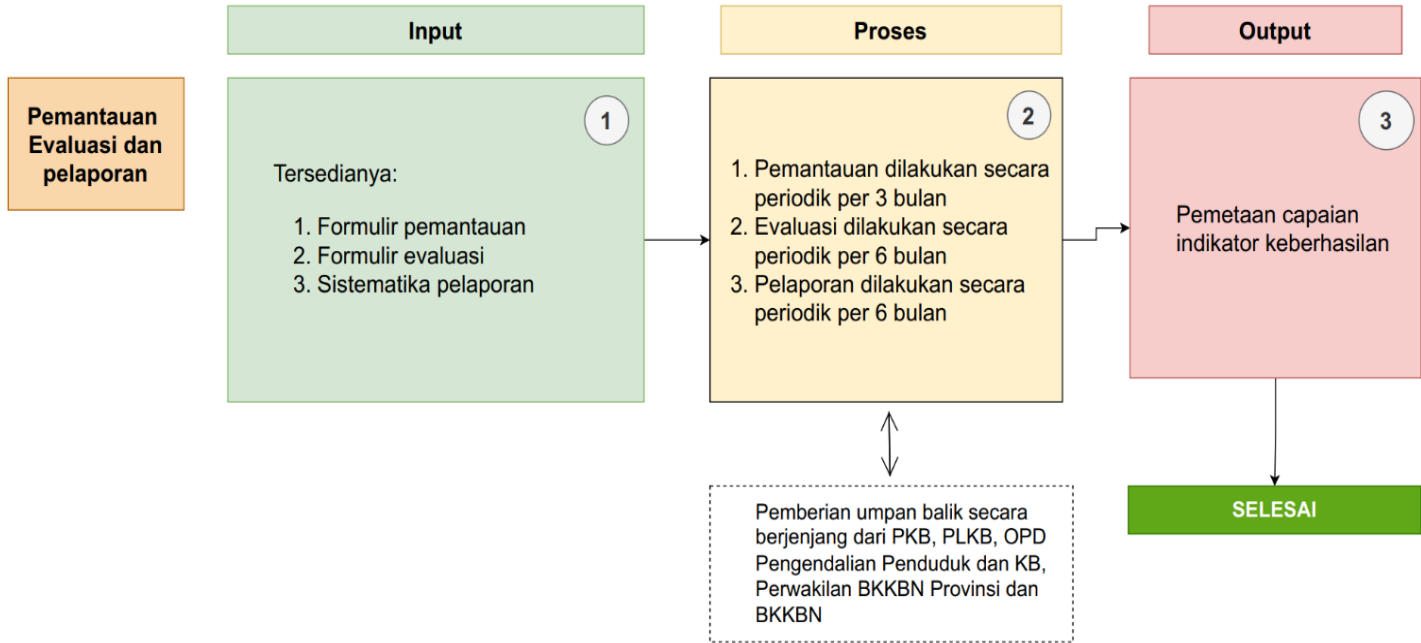 Input
Proses
Output
Pemantauan
Evaluasi dan
pelaporan
1
Tersedianya:
1. Formulir pemantauan
2. Formulir evaluasi
3. Sistematika pelaporan
2
1. Pemantauan dilakukan secara
periodik per 3 bulan
2. Evaluasi dilakukan secara
periodik per 6 bulan
3. Pelaporan dilakukan secara
periodik per 6 bulan
3
Pemetaan capaian
indikator keberhasilan
Pemberian umpan balik secara
berjenjang dari PKB, PLKB, OPD
Pengendalian Penduduk dan KB,
Perwakilan BKKBN Provinsi dan
BKKBN
SELESAI